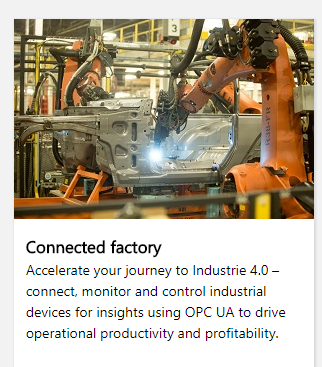 3
Connected factory
Accelerate your journey to Industrie 4.0 –
connect, monitor and control industrial
devices for insights using OPC UA to drive
operational productivity and profitability.